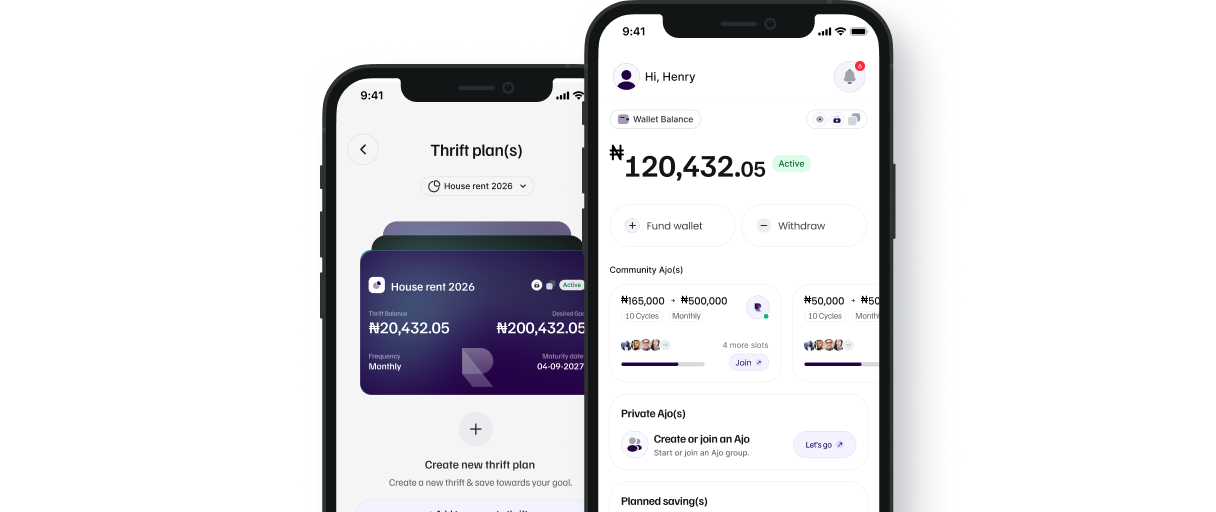 9:41
Thrift plan(s)
House rent 2026
House rent 2026
Active
Thrift Balance
Desired Goa
₦20,432.05
₦200,432.05
Frequency
Maturity date
Monthly
04-09-2027
Create new thrift plan
Create a new thrift & save towards your goal.
9:41
Hi, Henry
6
Wallet Balance
₦120,432.05
Active
Fund wallet
Withdraw
Community Ajo(s)
₦165,000 → ₦500,000
10 Cycles
Monthly
4 more slots
Join
₦50,000 → ₦50
10 Cycles
Month
Private Ajo(s)
Create or join an Ajo
Start or join an Ajo group.
Let's go
Planned saving(s)